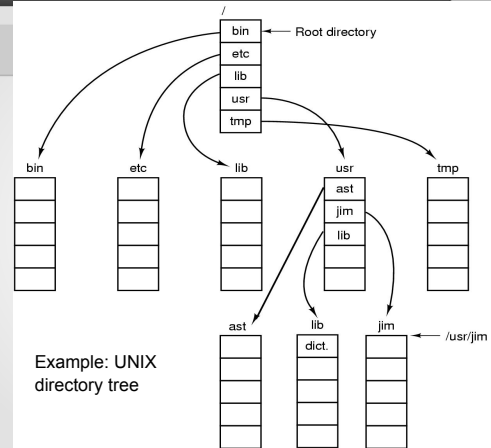 /
bin
Root directory
etc
lib
usr
tmp
bin
etc
lib
usr
tmp
ast
jim
lib
ast
lib
jim
/usr/jim
dict.
Example: UNIX
directory tree